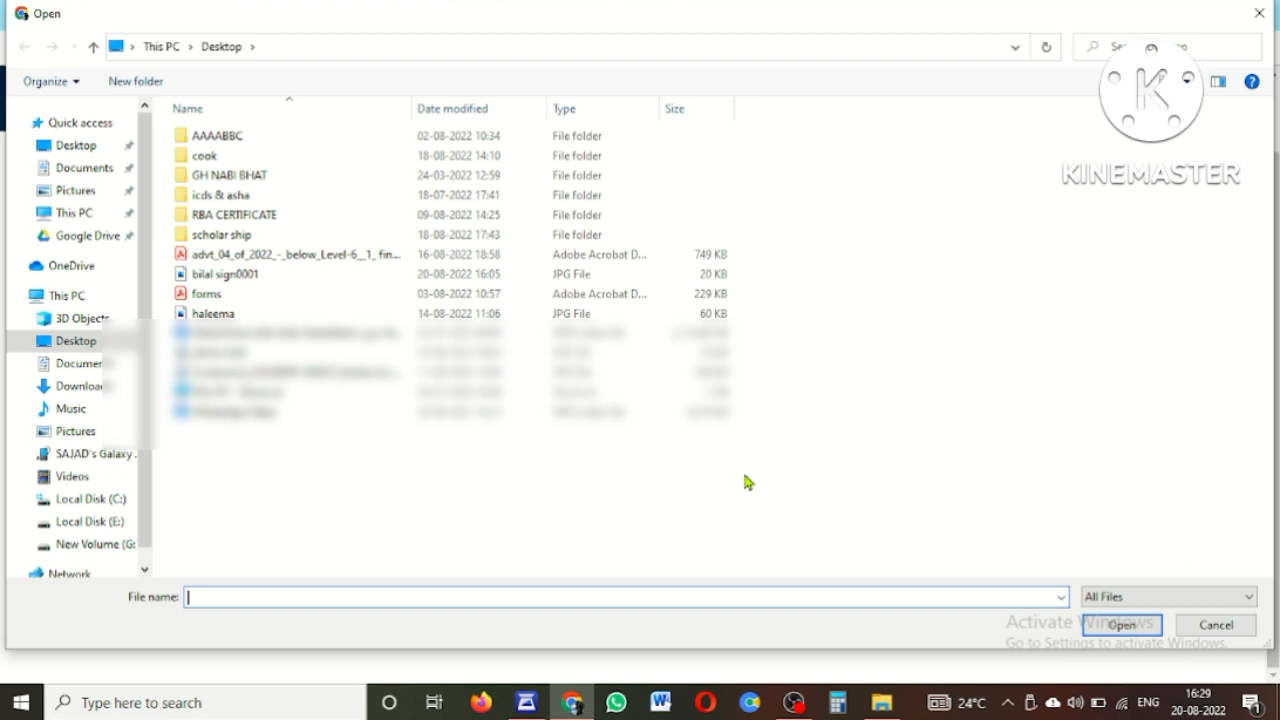 Open
This PC > Desktop >
Organize
New folder
KINEMASTER
Name
Date modified
Type
Size
Quick access
Desktop
Documents
Pictures
This PC
Google Drive
OneDrive
This PC
3D Objects
Desktop
Documen
Downloa
Music
Pictures
SAJAD's Galaxy
Videos
Local Disk (C:)
Local Disk (E:)
New Volume (G:
Network
AAAABBC 02-08-2022 10:34 File folder
cook 18-08-2022 14:10 File folder
GH NABI BHAT 24-03-2022 12:59 File folder
icds & asha 18-07-2022 17:41 File folder
RBA CERTIFICATE 09-08-2022 14:25 File folder
scholar ship 18-08-2022 17:43 File folder
advt_04_of_2022_-_below_Level-6__1_ fin... 16-08-2022 18:58 Adobe Acrobat D... 749 KB
bilal sign0001 20-08-2022 16:05 JPG File 20 KB
forms 03-08-2022 10:57 Adobe Acrobat D... 229 KB
haleema 14-08-2022 11:06 JPG File 60 KB
File name:
All Files
Open
Cancel
Activate Windows
Go to Settings to activate Windows.
Type here to search
24°C
ENG
16:29
20-08-2022